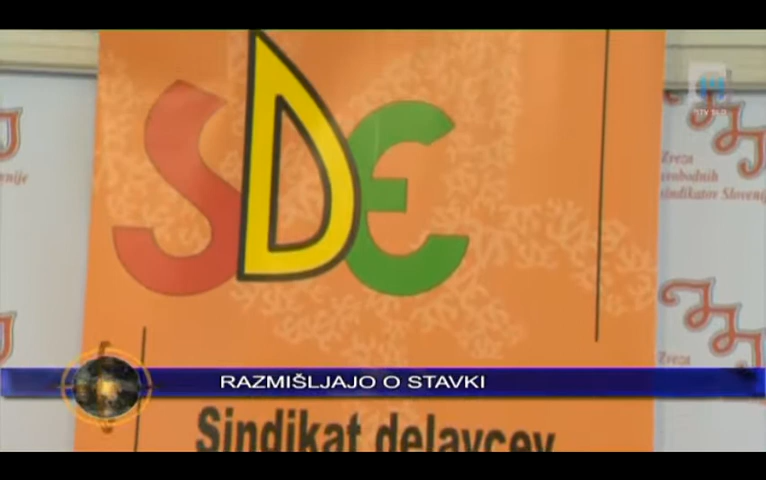 SDE
Zveza
svobodnih
sindikatov Slovenije
RAZMIŠLJAJO O STAVKI
Zveza
Sindikat delavcev